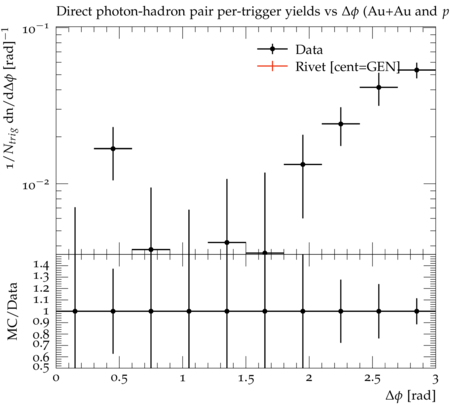 Direct photon-hadron pair per-trigger yields vs Δϕ (Au+Au and p
Data
Rivet [cent=GEN]
1/N_trig dn/dΔϕ [rad]⁻¹
10⁻¹
10⁻²
MC/Data
1.4
1.3
1.2
1.1
1
0.9
0.8
0.7
0.6
0.5
0 0.5 1 1.5 2 2.5 3
Δϕ [rad]